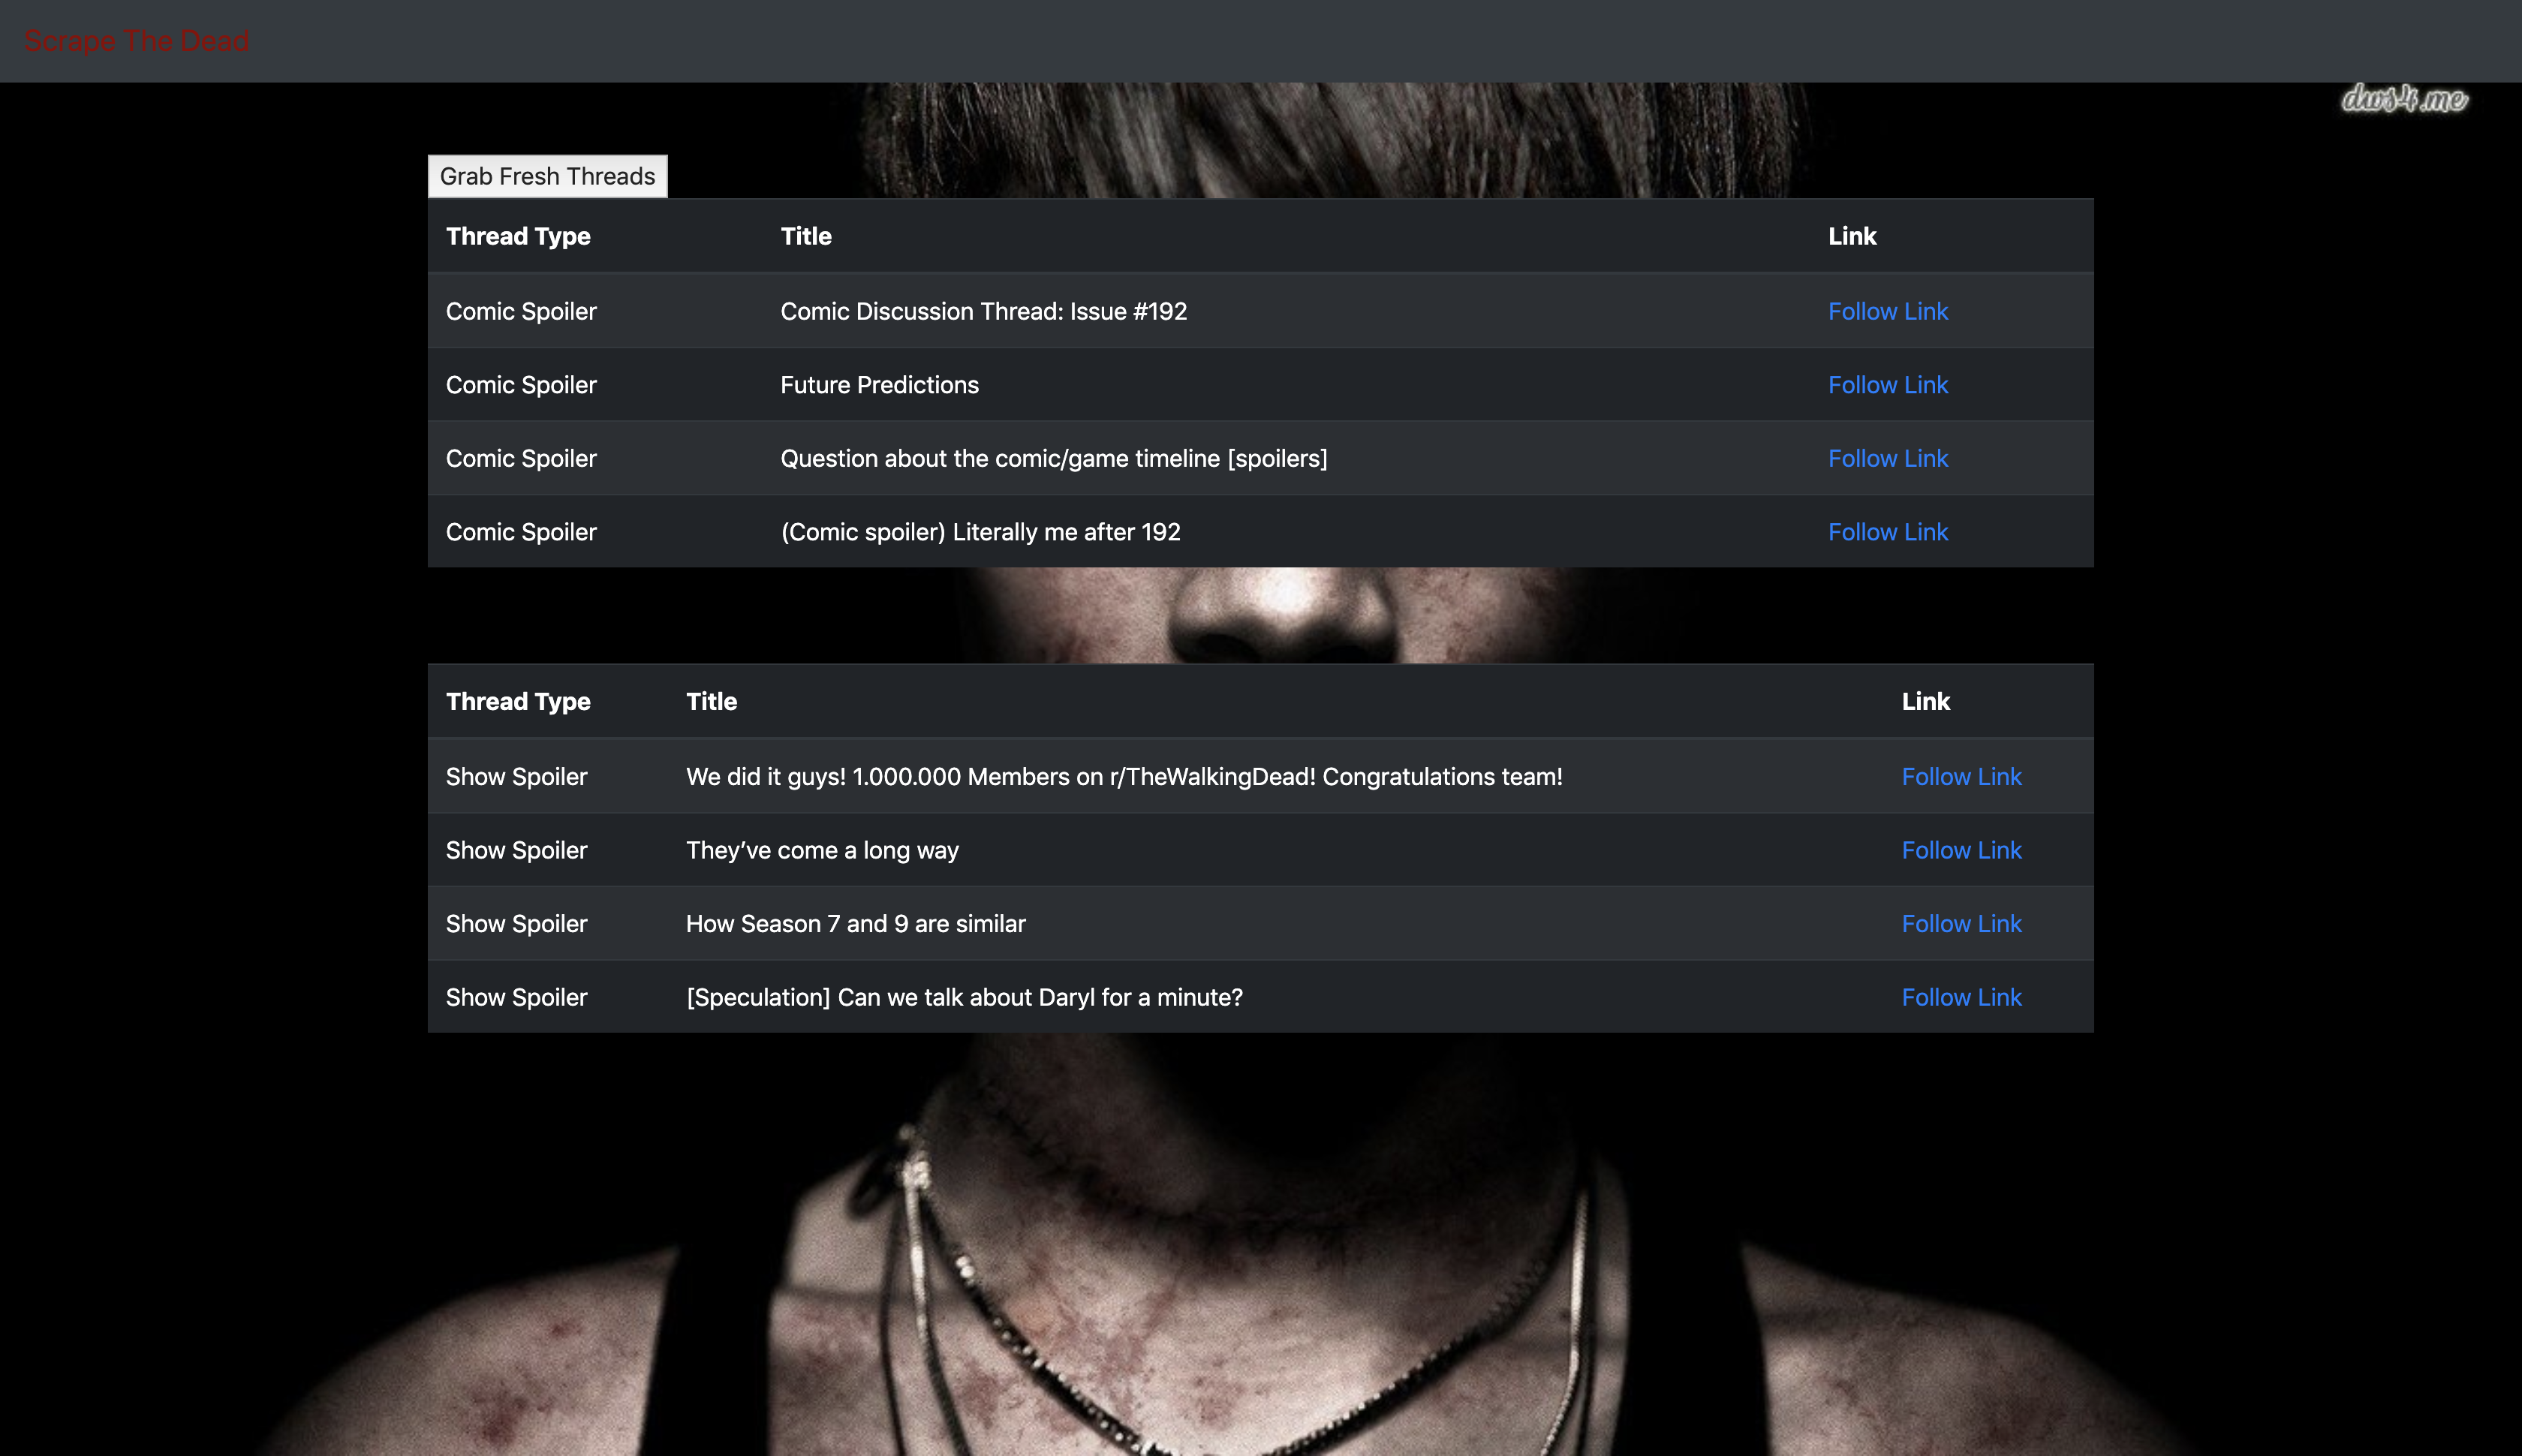 Scrape The Dead
dws4.me
Grab Fresh Threads
Thread Type Title Link
Comic Spoiler Comic Discussion Thread: Issue #192 Follow Link
Comic Spoiler Future Predictions Follow Link
Comic Spoiler Question about the comic/game timeline [spoilers] Follow Link
Comic Spoiler (Comic spoiler) Literally me after 192 Follow Link
Thread Type Title Link
Show Spoiler We did it guys! 1.000.000 Members on r/TheWalkingDead! Congratulations team! Follow Link
Show Spoiler They’ve come a long way Follow Link
Show Spoiler How Season 7 and 9 are similar Follow Link
Show Spoiler [Speculation] Can we talk about Daryl for a minute? Follow Link